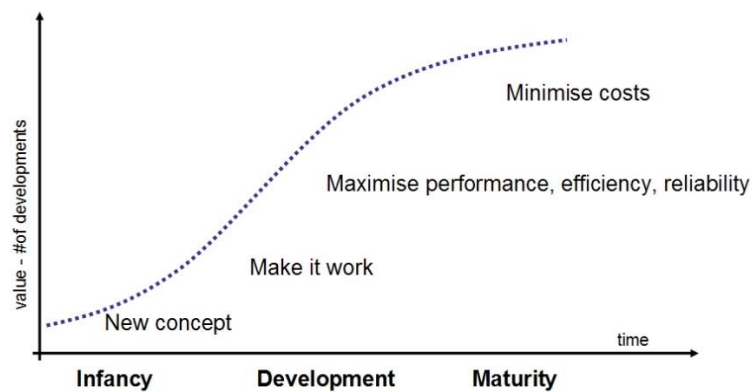 Minimise costs
Maximise performance, efficiency, reliability
Make it work
New concept
value - #of developments
time
Infancy Development Maturity